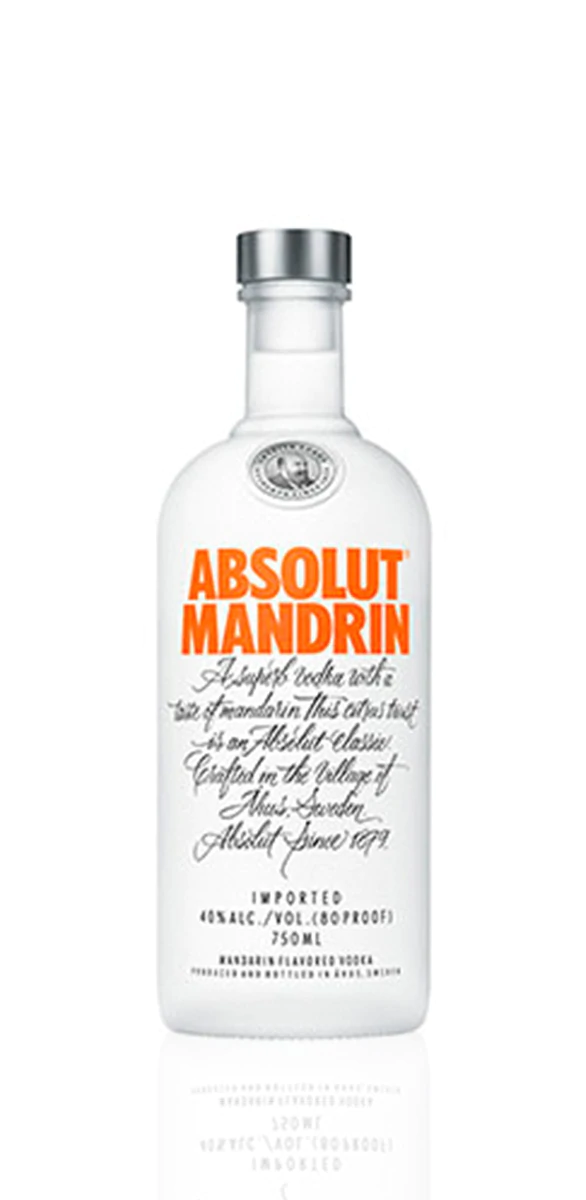 ABSOLUT
MANDRIN
A superb vodka with a
taste of mandarin This citrus twist
is an Absolut classic.
Crafted in the village of
Åhus, Sweden
Absolut Since 1879.
IMPORTED
40%ALC./VOL.(80PROOF)
750ML
MANDARIN FLAVORED VODKA
PRODUCED AND BOTTLED IN ÅHUS, SWEDEN